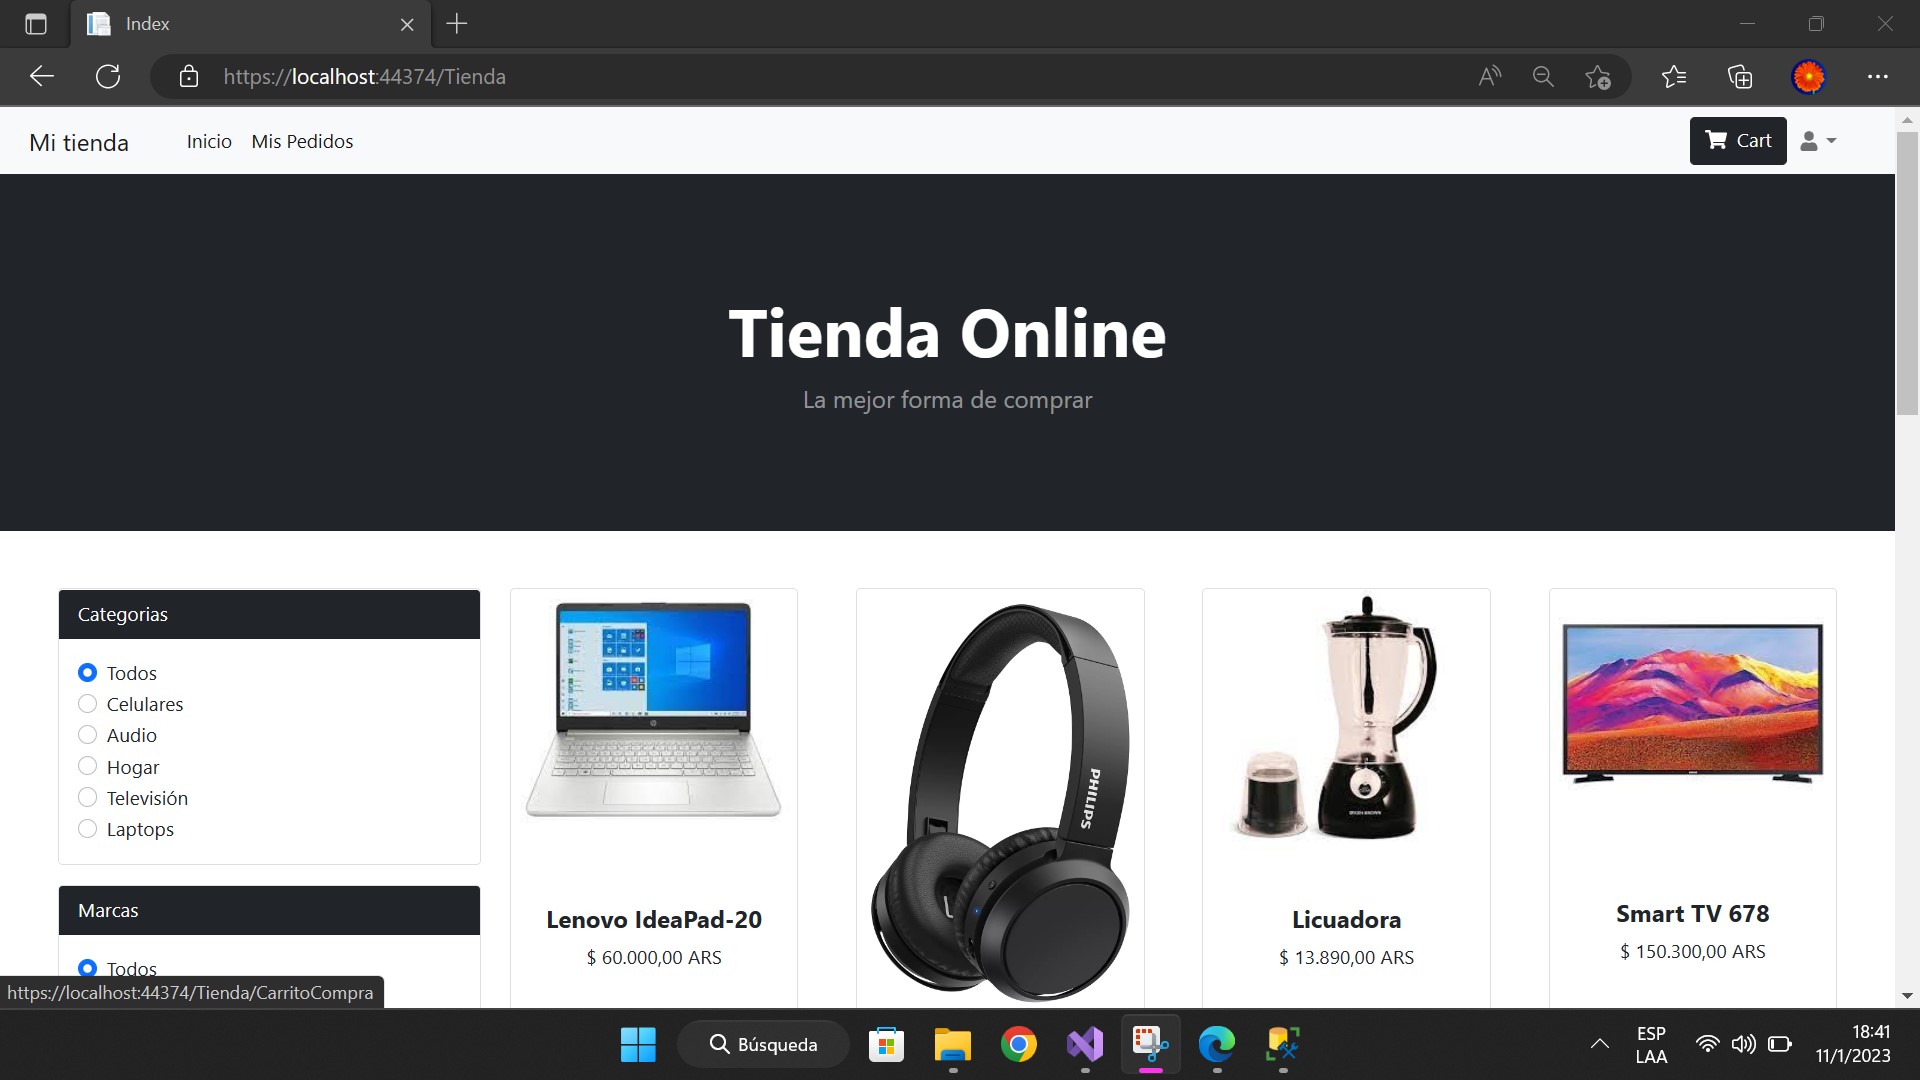 Index
https://localhost:44374/Tienda
Mi tienda
Inicio
Mis Pedidos
Cart
Tienda Online
La mejor forma de comprar
Categorias
Todos
Celulares
Audio
Hogar
Televisión
Laptops
Marcas
Todos
Lenovo IdeaPad-20
$ 60.000,00 ARS
PHILIPS
Licuadora
$ 13.890,00 ARS
Smart TV 678
$ 150.300,00 ARS
https://localhost:44374/Tienda/CarritoCompra
Búsqueda
ESP
LAA
18:41
11/1/2023